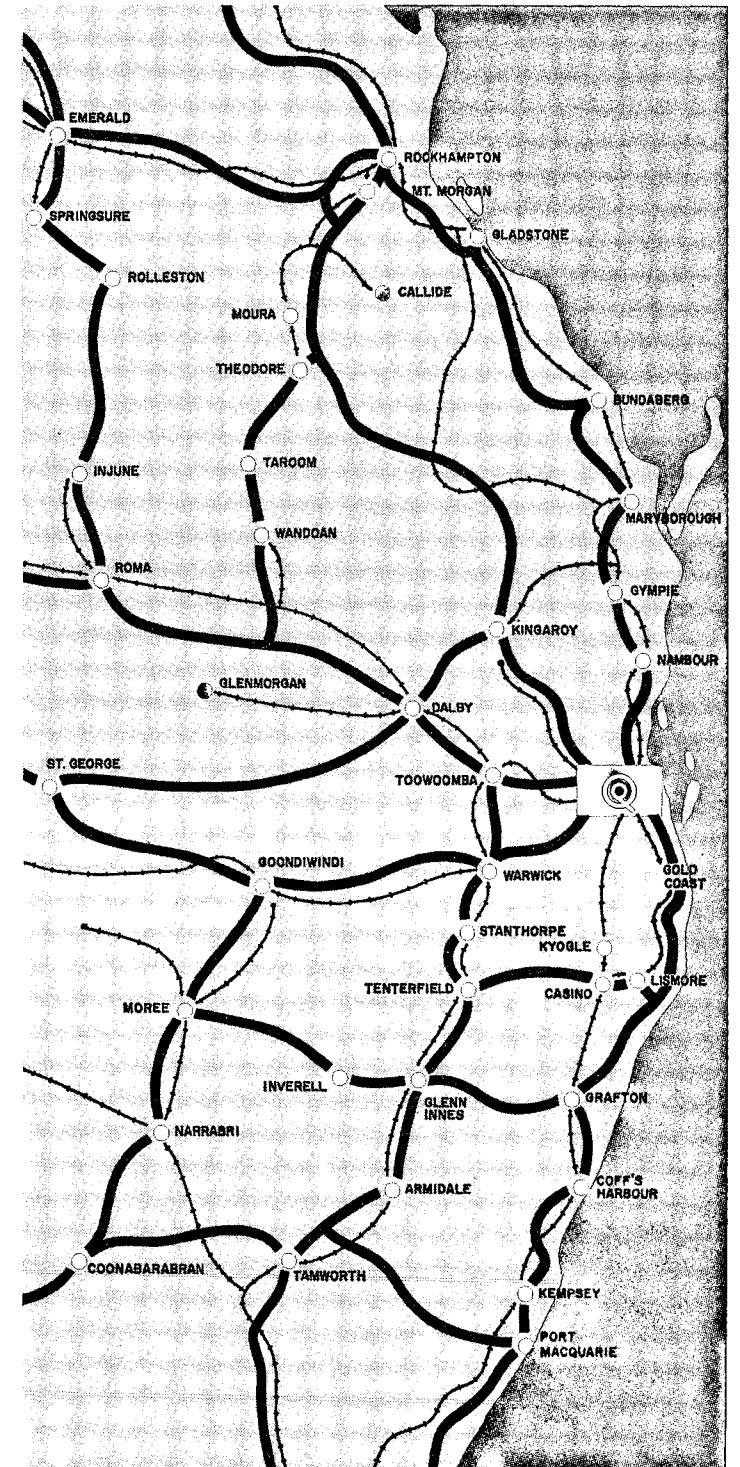 EMERALD
ROCKHAMPTON
MT. MORGAN
SPRINGSURE
GLADSTONE
ROLLESTON
CALLIDE
MOURA
THEODORE
BUNDABERG
TAROOM
INJUNE
MARYBOROUGH
WANDOAN
ROMA
GYMPIE
KINGAROY
NAMBOUR
GLENMORGAN
DALBY
ST. GEORGE
TOOWOOMBA
GOONDIWINDI
WARWICK
GOLD
COAST
STANTHORPE
KYOGLE
TENTERFIELD
CASINO
LISMORE
MOREE
INVERELL
GLENN
INNES
GRAFTON
NARRABRI
ARMIDALE
COFF'S
HARBOUR
COONABARABRAN
TAMWORTH
KEMPSEY
PORT
MACQUARIE